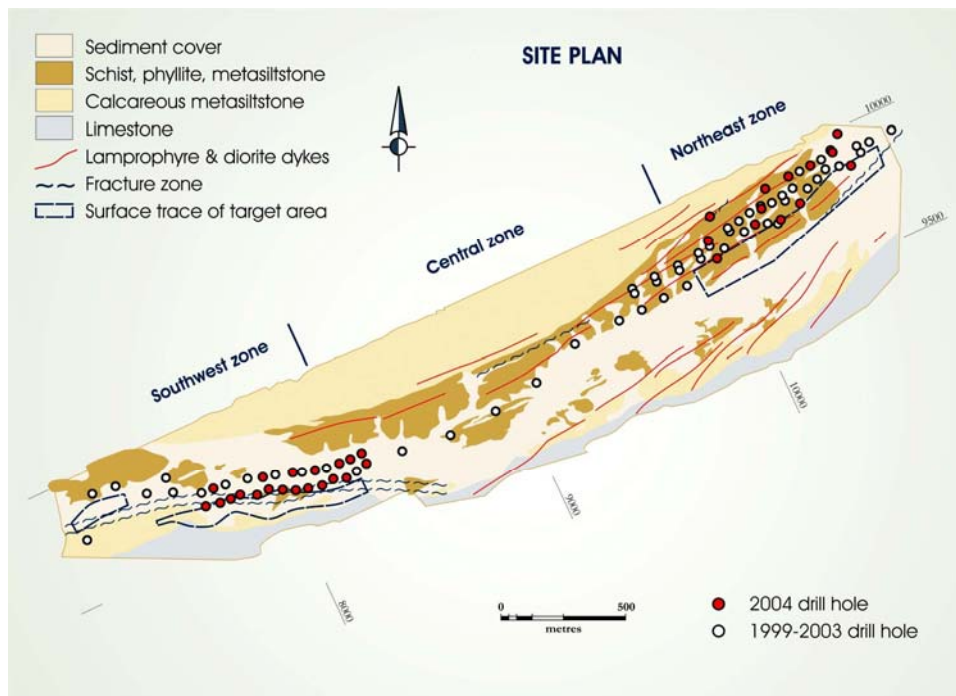 SITE PLAN
Sediment cover
Schist, phyllite, metasiltstone
Calcareous metasiltstone
Limestone
Lamprophyre & diorite dykes
Fracture zone
Surface trace of target area
Northeast zone
Central zone
Southwest zone
10000
9500
10000
9000
8000
0 500
metres
2004 drill hole
1999-2003 drill hole